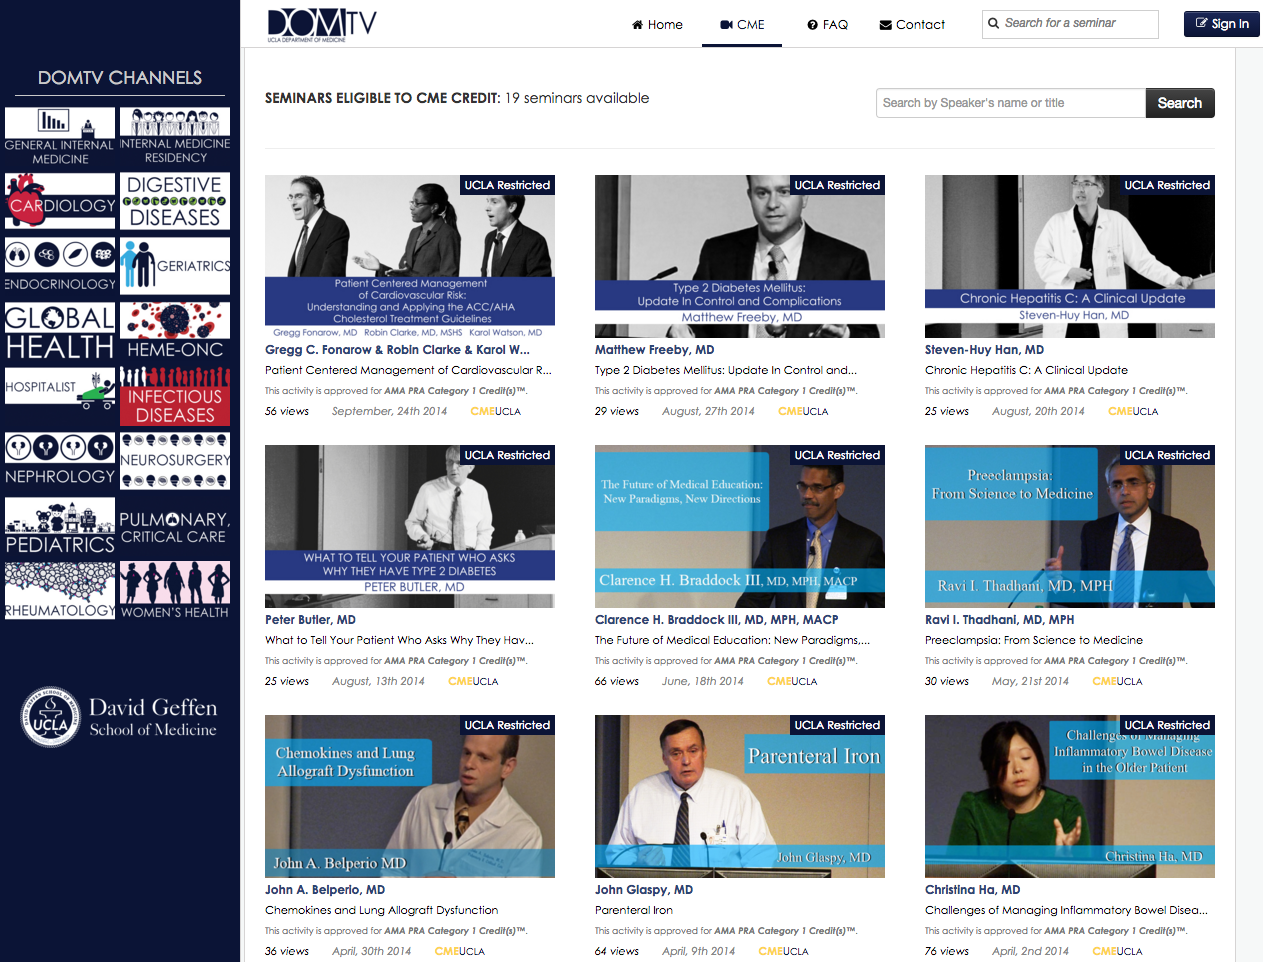 DOMTV
UCLA DEPARTMENT OF MEDICINE
Home
CME
FAQ
Contact
Search for a seminar
Sign In
DOMTV CHANNELS
GENERAL INTERNAL
MEDICINE
INTERNAL MEDICINE
RESIDENCY
CARDIOLOGY
DIGESTIVE
DISEASES
ENDOCRINOLOGY
GERIATRICS
GLOBAL
HEALTH
HEME-ONC
HOSPITALIST
INFECTIOUS
DISEASES
NEPHROLOGY
NEUROSURGERY
PEDIATRICS
PULMONARY,
CRITICAL CARE
RHEUMATOLOGY
WOMEN'S HEALTH
UCLA
David Geffen
School of Medicine
SEMINARS ELIGIBLE TO CME CREDIT: 19 seminars available
Search by Speaker's name or title
Search
UCLA Restricted
Patient Centered Management
of Cardiovascular Risk:
Understanding and Applying the ACC/AHA
Cholesterol Treatment Guidelines
Gregg Fonarow, MD Robin Clarke, MD, MSHS Karol Watson, MD
Gregg C. Fonarow & Robin Clarke & Karol W...
Patient Centered Management of Cardiovascular R...
This activity is approved for AMA PRA Category 1 Credit(s)™.
56 views September, 24th 2014 CMEUCLA
UCLA Restricted
Type 2 Diabetes Mellitus:
Update In Control and Complications
Matthew Freeby, MD
Matthew Freeby, MD
Type 2 Diabetes Mellitus: Update In Control and...
This activity is approved for AMA PRA Category 1 Credit(s)™.
29 views August, 27th 2014 CMEUCLA
UCLA Restricted
Chronic Hepatitis C: A Clinical Update
Steven-Huy Han, MD
Steven-Huy Han, MD
Chronic Hepatitis C: A Clinical Update
This activity is approved for AMA PRA Category 1 Credit(s)™.
25 views August, 20th 2014 CMEUCLA
UCLA Restricted
WHAT TO TELL YOUR PATIENT WHO ASKS
WHY THEY HAVE TYPE 2 DIABETES
PETER BUTLER, MD
Peter Butler, MD
What to Tell Your Patient Who Asks Why They Hav...
This activity is approved for AMA PRA Category 1 Credit(s)™.
25 views August, 13th 2014 CMEUCLA
UCLA Restricted
The Future of Medical Education:
New Paradigms, New Directions
Clarence H. Braddock III, MD, MPH, MACP
Clarence H. Braddock III, MD, MPH, MACP
The Future of Medical Education: New Paradigms,...
This activity is approved for AMA PRA Category 1 Credit(s)™.
66 views June, 18th 2014 CMEUCLA
UCLA Restricted
Preeclampsia:
From Science to Medicine
Ravi I. Thadhani, MD, MPH
Ravi I. Thadhani, MD, MPH
Preeclampsia: From Science to Medicine
This activity is approved for AMA PRA Category 1 Credit(s)™.
30 views May, 21st 2014 CMEUCLA
UCLA Restricted
Chemokines and Lung
Allograft Dysfunction
John A. Belperio MD
John A. Belperio, MD
Chemokines and Lung Allograft Dysfunction
This activity is approved for AMA PRA Category 1 Credit(s)™.
36 views April, 30th 2014 CMEUCLA
UCLA Restricted
Parenteral Iron
John Glaspy, MD
John Glaspy, MD
Parenteral Iron
This activity is approved for AMA PRA Category 1 Credit(s)™.
64 views April, 9th 2014 CMEUCLA
UCLA Restricted
Challenges of Managing
Inflammatory Bowel Disease
in the Older Patient
Christina Ha, MD
Christina Ha, MD
Challenges of Managing Inflammatory Bowel Disea...
This activity is approved for AMA PRA Category 1 Credit(s)™.
76 views April, 2nd 2014 CMEUCLA